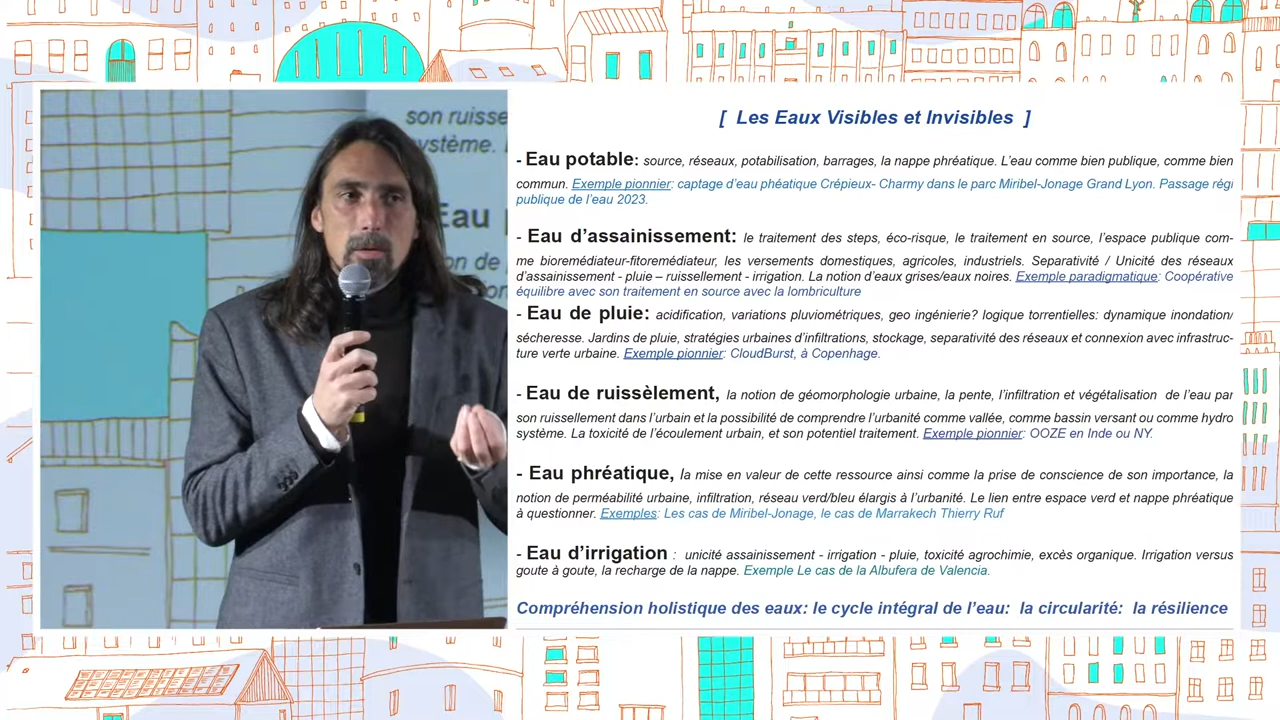 son ruisse
ystème.
Eau p
on de
[ Les Eaux Visibles et Invisibles ]
- Eau potable: source, réseaux, potabilisation, barrages, la nappe phréatique. L'eau comme bien publique, comme bien
commun. Exemple pionnier: captage d'eau phéatique Crépieux- Charmy dans le parc Miribel-Jonage Grand Lyon. Passage régi
publique de l'eau 2023.
- Eau d'assainissement: le traitement des steps, éco-risque, le traitement en source, l'espace publique com-
me bioremédiateur-fitoremédiateur, les versements domestiques, agricoles, industriels. Separativité / Unicité des réseaux
d'assainissement - pluie – ruissellement - irrigation. La notion d'eaux grises/eaux noires. Exemple paradigmatique: Coopérative
équilibre avec son traitement en source avec la lombriculture
- Eau de pluie: acidification, variations pluviométriques, geo ingénierie? logique torrentielles: dynamique inondation/
sécheresse. Jardins de pluie, stratégies urbaines d'infiltrations, stockage, separativité des réseaux et connexion avec infrastruc-
ture verte urbaine. Exemple pionnier: CloudBurst, à Copenhage.
- Eau de ruissèlement, la notion de géomorphologie urbaine, la pente, l'infiltration et végétalisation de l'eau par
son ruissellement dans l'urbain et la possibilité de comprendre l'urbanité comme vallée, comme bassin versant ou comme hydro
système. La toxicité de l'écoulement urbain, et son potentiel traitement. Exemple pionnier: OOZE en Inde ou NY.
- Eau phréatique, la mise en valeur de cette ressource ainsi comme la prise de conscience de son importance, la
notion de perméabilité urbaine, infiltration, réseau verd/bleu élargis à l'urbanité. Le lien entre espace verd et nappe phréatique
à questionner. Exemples: Les cas de Miribel-Jonage, le cas de Marrakech Thierry Ruf
- Eau d'irrigation : unicité assainissement - irrigation - pluie, toxicité agrochimie, excès organique. Irrigation versus
goute à goute, la recharge de la nappe. Exemple Le cas de la Albufera de Valencia.
Compréhension holistique des eaux: le cycle intégral de l'eau: la circularité: la résilience